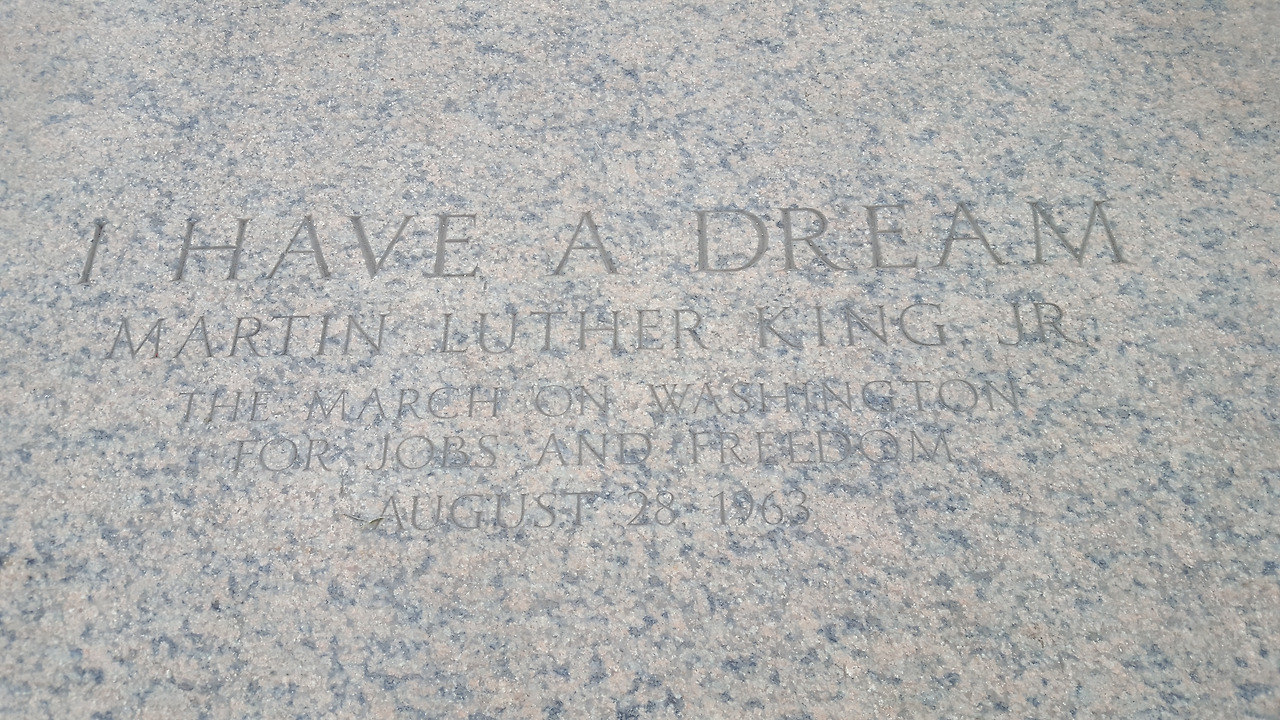 I HAVE A DREAM
MARTIN LUTHER KING JR.
THE MARCH ON WASHINGTON
FOR JOBS AND FREEDOM
AUGUST 28, 1963